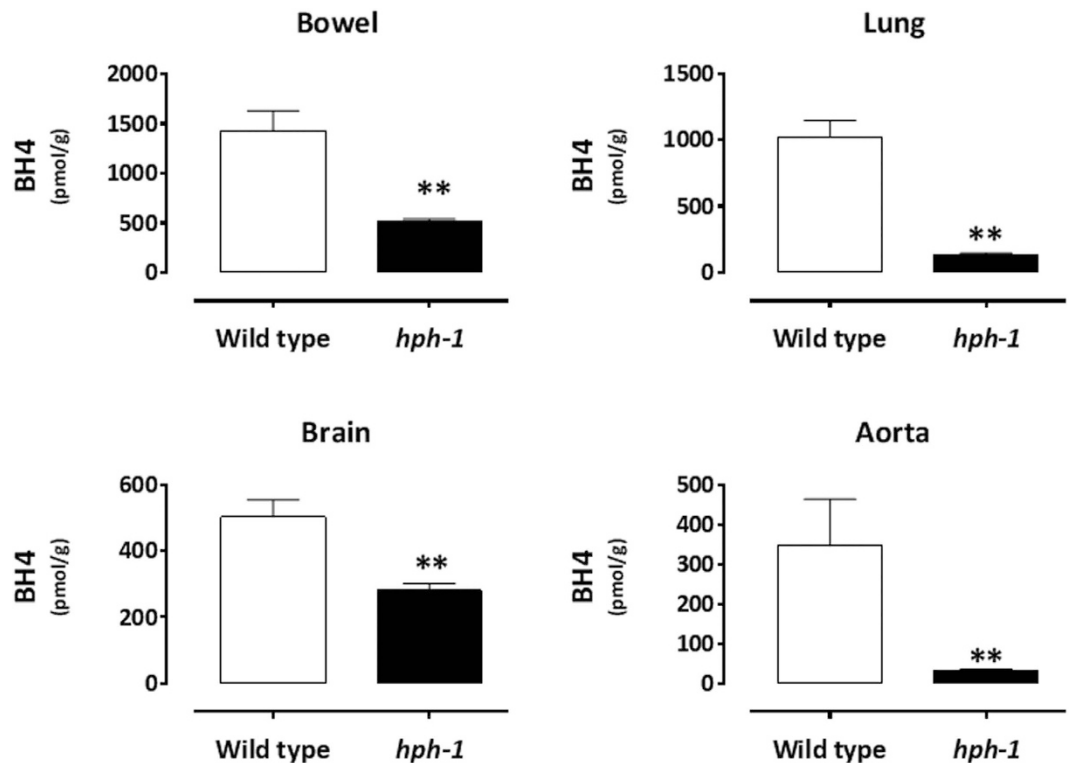 Bowel
BH4
(pmol/g)
2000
1500
1000
500
0
**
Wild type hph-1
Lung
BH4
(pmol/g)
1500
1000
500
0
**
Wild type hph-1
Brain
BH4
(pmol/g)
600
400
200
0
**
Wild type hph-1
Aorta
BH4
(pmol/g)
500
400
300
200
100
0
**
Wild type hph-1